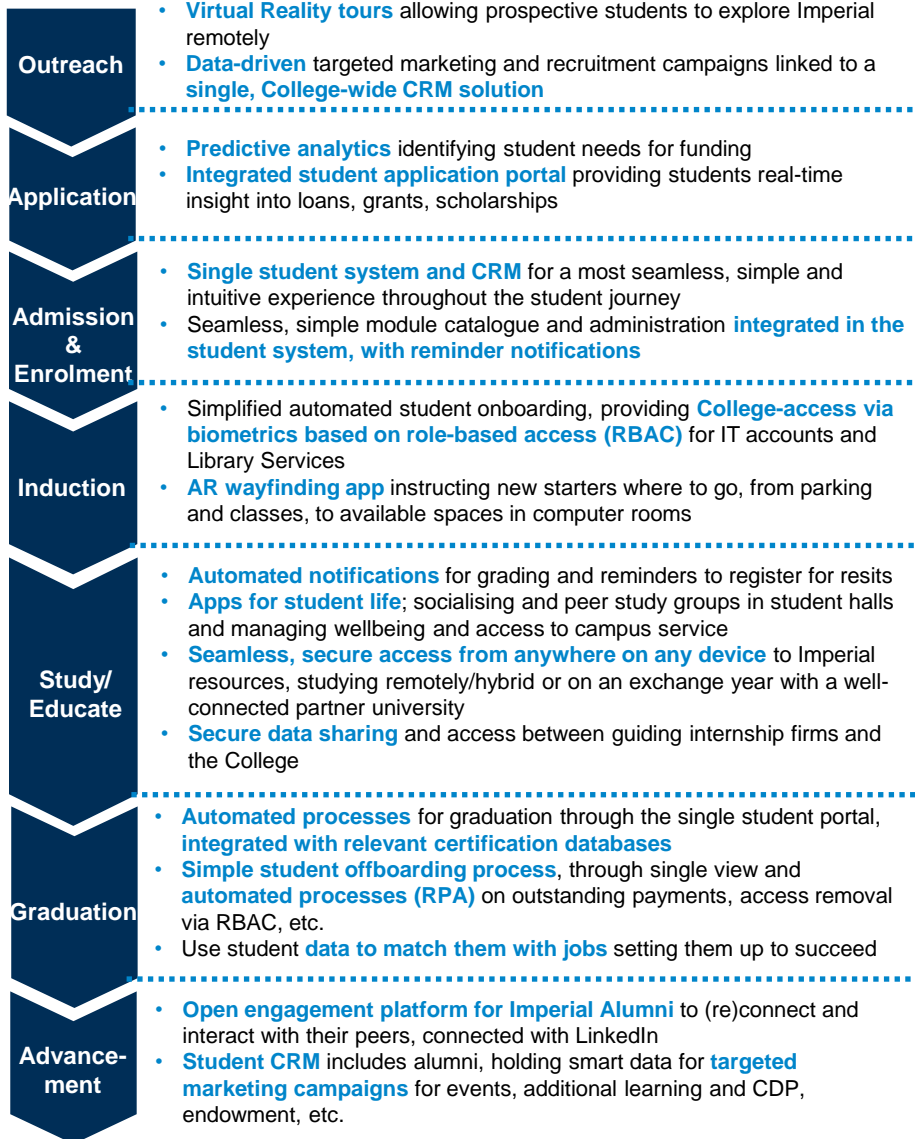 Outreach
• Virtual Reality tours allowing prospective students to explore Imperial
remotely
• Data-driven targeted marketing and recruitment campaigns linked to a
single, College-wide CRM solution
Application
• Predictive analytics identifying student needs for funding
• Integrated student application portal providing students real-time
insight into loans, grants, scholarships
Admission
&
Enrolment
• Single student system and CRM for a most seamless, simple and
intuitive experience throughout the student journey
• Seamless, simple module catalogue and administration integrated in the
student system, with reminder notifications
Induction
• Simplified automated student onboarding, providing College-access via
biometrics based on role-based access (RBAC) for IT accounts and
Library Services
• AR wayfinding app instructing new starters where to go, from parking
and classes, to available spaces in computer rooms
Study/
Educate
• Automated notifications for grading and reminders to register for resits
• Apps for student life; socialising and peer study groups in student halls
and managing wellbeing and access to campus service
• Seamless, secure access from anywhere on any device to Imperial
resources, studying remotely/hybrid or on an exchange year with a well-
connected partner university
• Secure data sharing and access between guiding internship firms and
the College
Graduation
• Automated processes for graduation through the single student portal,
integrated with relevant certification databases
• Simple student offboarding process, through single view and
automated processes (RPA) on outstanding payments, access removal
via RBAC, etc.
• Use student data to match them with jobs setting them up to succeed
Advance-
ment
• Open engagement platform for Imperial Alumni to (re)connect and
interact with their peers, connected with LinkedIn
• Student CRM includes alumni, holding smart data for targeted
marketing campaigns for events, additional learning and CDP,
endowment, etc.